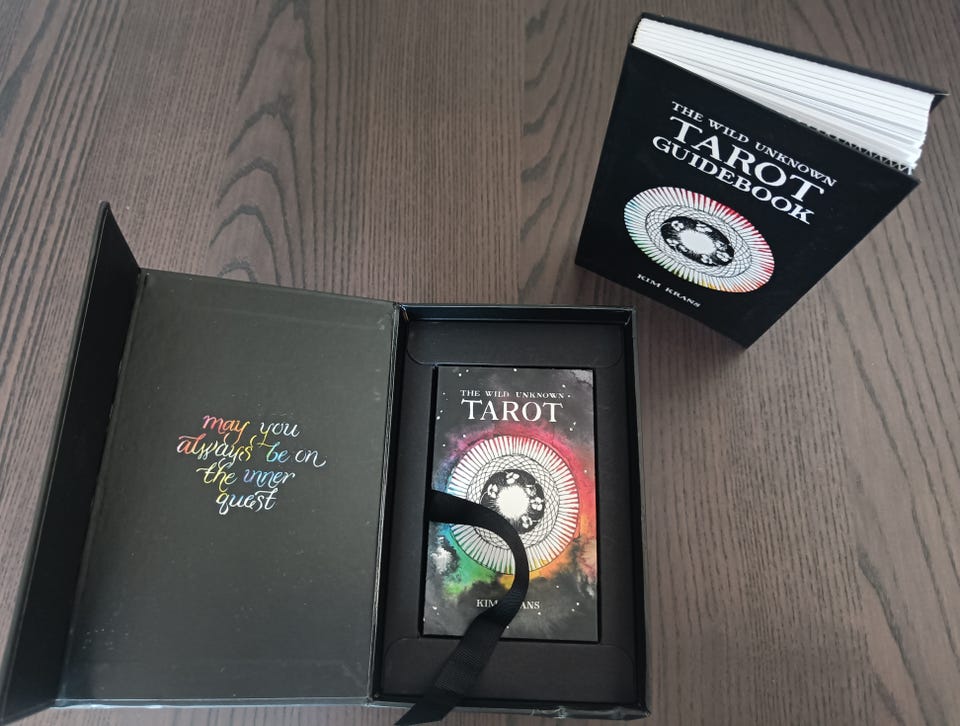 THE WILD UNKNOWN
TAROT
GUIDEBOOK
KIM KRANS
may you
always be on
the inner
quest
THE WILD UNKNOWN
TAROT